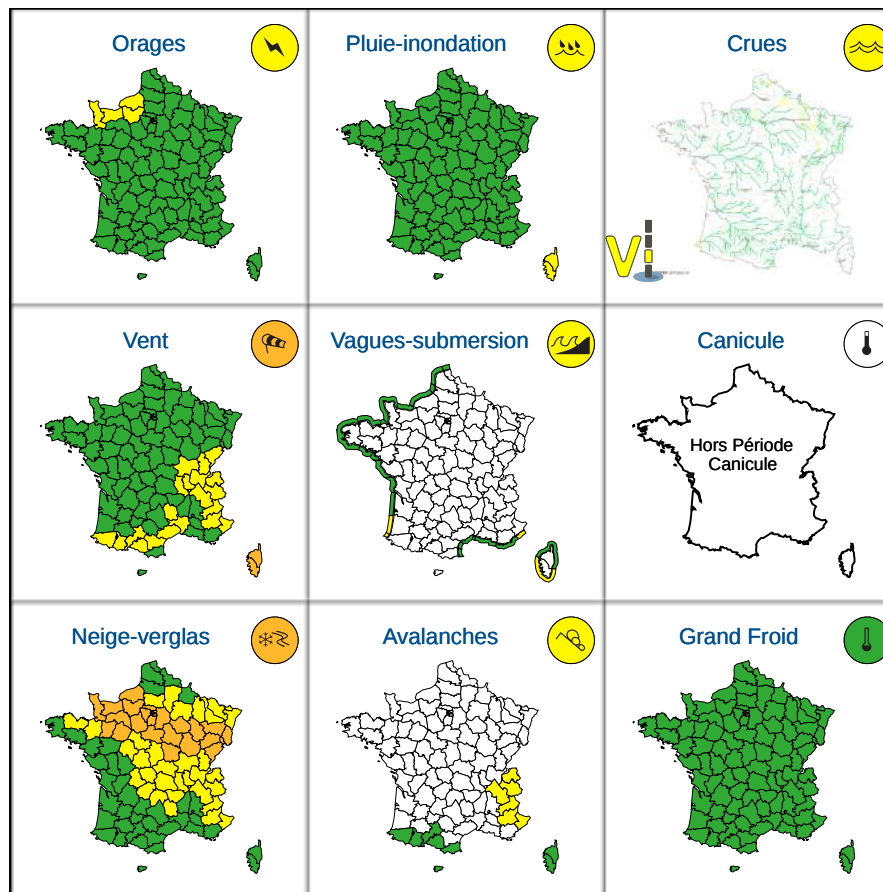 Orages
Pluie-inondation
Crues
Vent
Vagues-submersion
Canicule
Hors Période
Canicule
Neige-verglas
Avalanches
Grand Froid